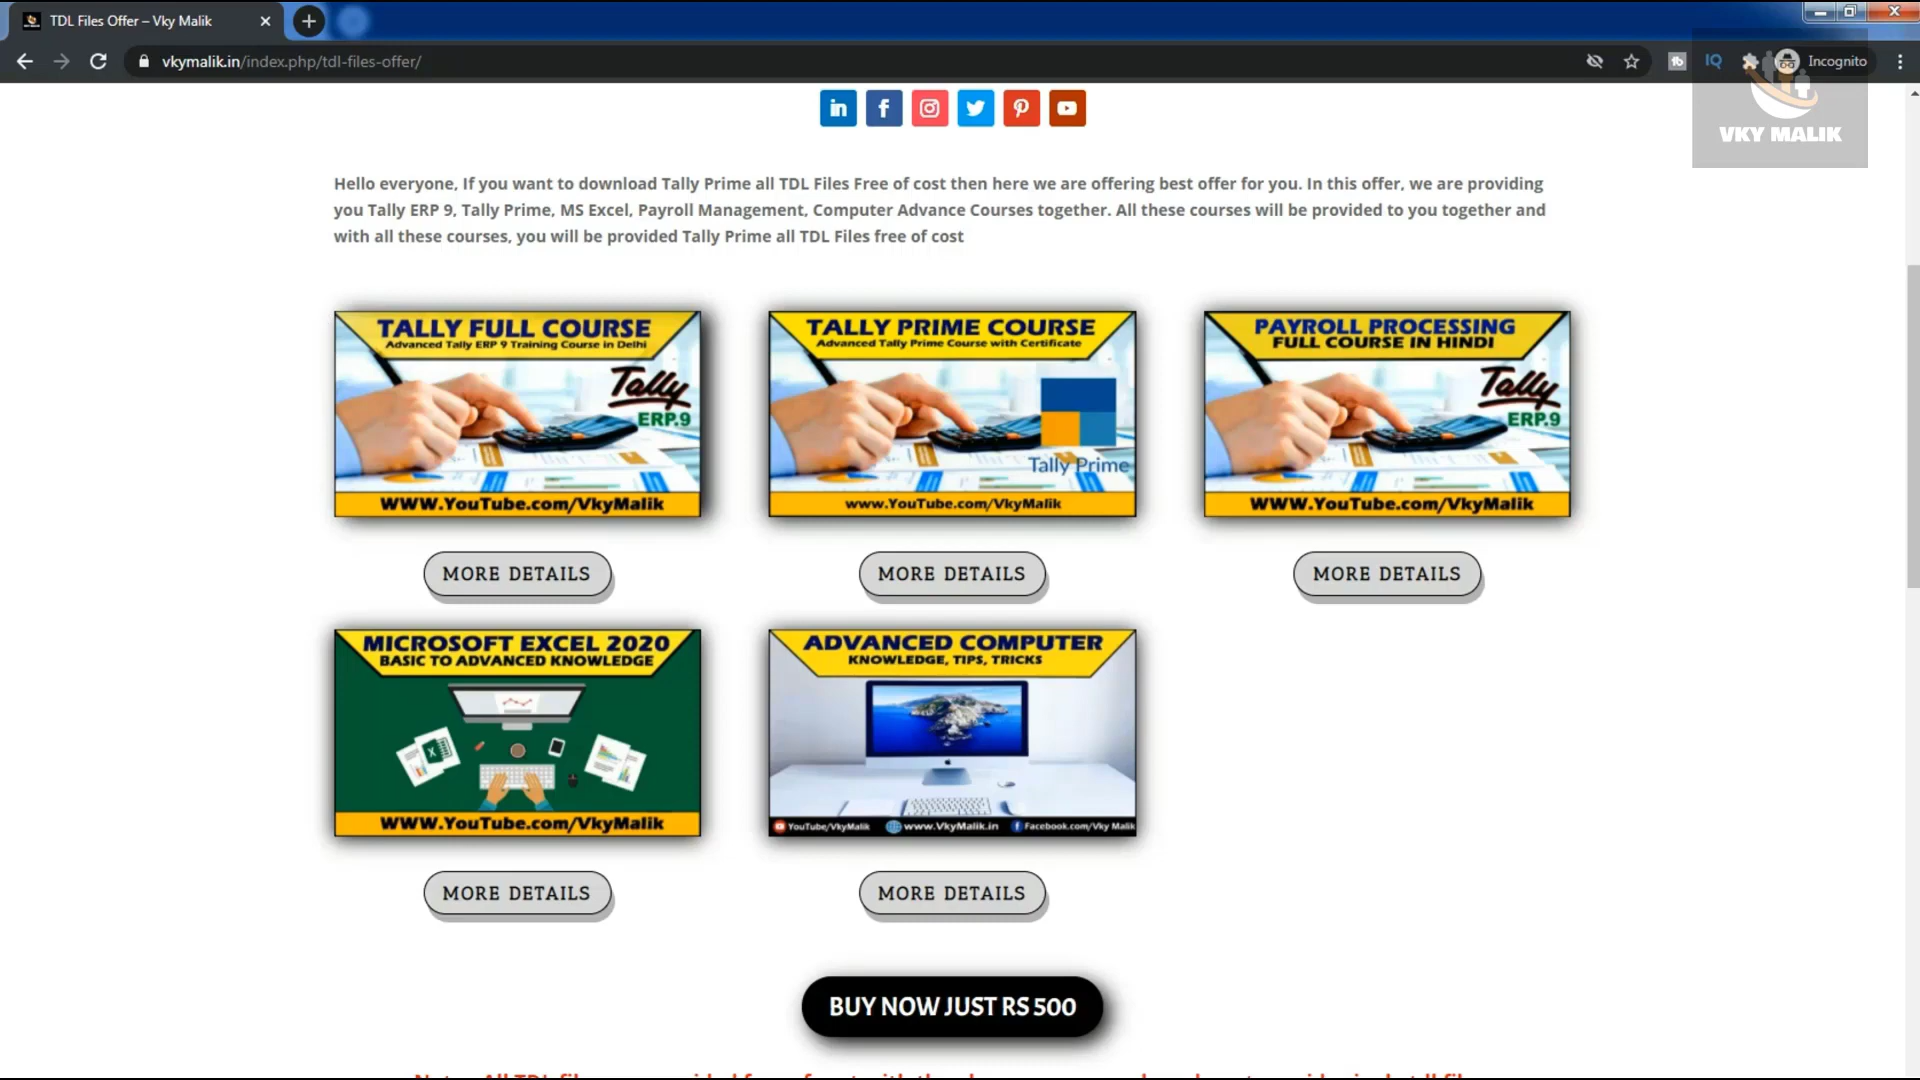 TDL Files Offer – Vky Malik
vkymalik.in/index.php/tdl-files-offer/
Incognito
VKY MALIK
Hello everyone, If you want to download Tally Prime all TDL Files Free of cost then here we are offering best offer for you. In this offer, we are providing
you Tally ERP 9, Tally Prime, MS Excel, Payroll Management, Computer Advance Courses together. All these courses will be provided to you together and
with all these courses, you will be provided Tally Prime all TDL Files free of cost
TALLY FULL COURSE
Advanced Tally ERP 9 Training Course in Delhi
Tally
ERP.9
WWW.YouTube.com/VkyMalik
TALLY PRIME COURSE
Advanced Tally Prime Course with Certificate
Tally Prime
www.YouTube.com/VkyMalik
PAYROLL PROCESSING
FULL COURSE IN HINDI
Tally
ERP.9
WWW.YouTube.com/VkyMalik
MORE DETAILS
MORE DETAILS
MORE DETAILS
MICROSOFT EXCEL 2020
BASIC TO ADVANCED KNOWLEDGE
WWW.YouTube.com/VkyMalik
ADVANCED COMPUTER
KNOWLEDGE, TIPS, TRICKS
YouTube/VkyMalik
www.VkyMalik.in
Facebook.com/Vky Malik
MORE DETAILS
MORE DETAILS
BUY NOW JUST RS 500